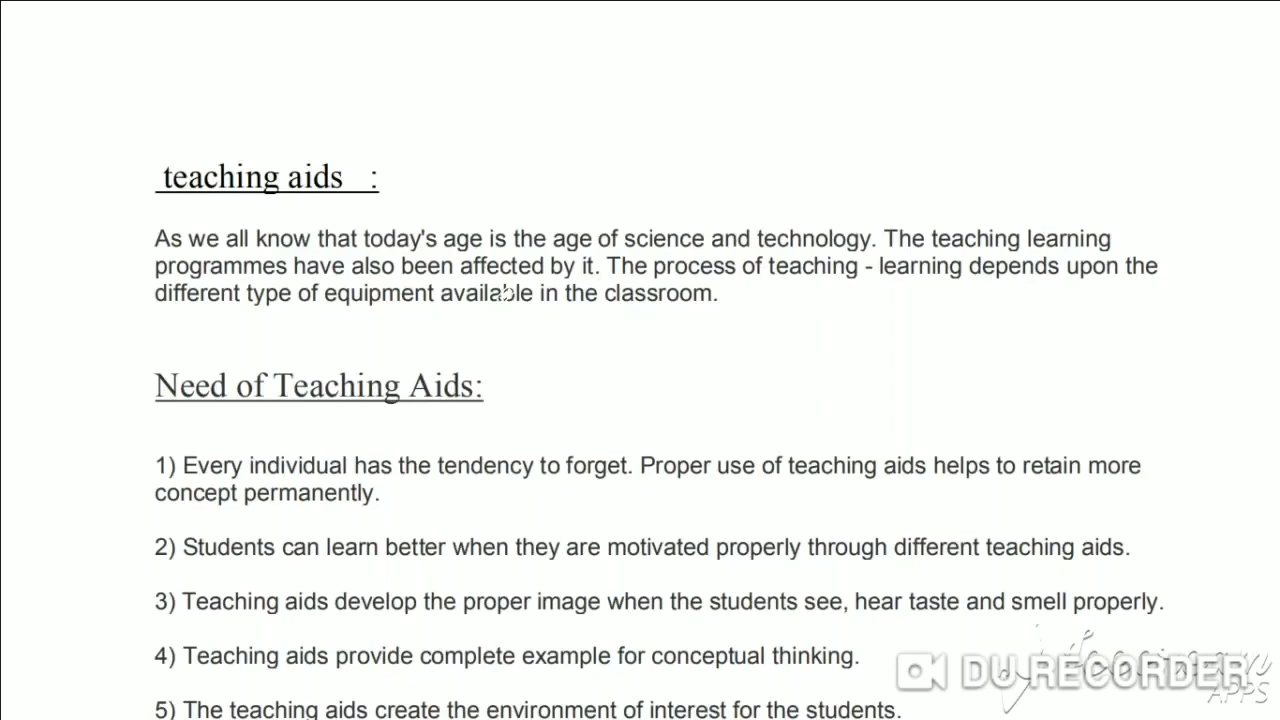 teaching aids :
As we all know that today's age is the age of science and technology. The teaching learning
programmes have also been affected by it. The process of teaching - learning depends upon the
different type of equipment available in the classroom.
Need of Teaching Aids:
1) Every individual has the tendency to forget. Proper use of teaching aids helps to retain more
concept permanently.
2) Students can learn better when they are motivated properly through different teaching aids.
3) Teaching aids develop the proper image when the students see, hear taste and smell properly.
4) Teaching aids provide complete example for conceptual thinking.
DU RECORDER
APPS
5) The teaching aids create the environment of interest for the students.